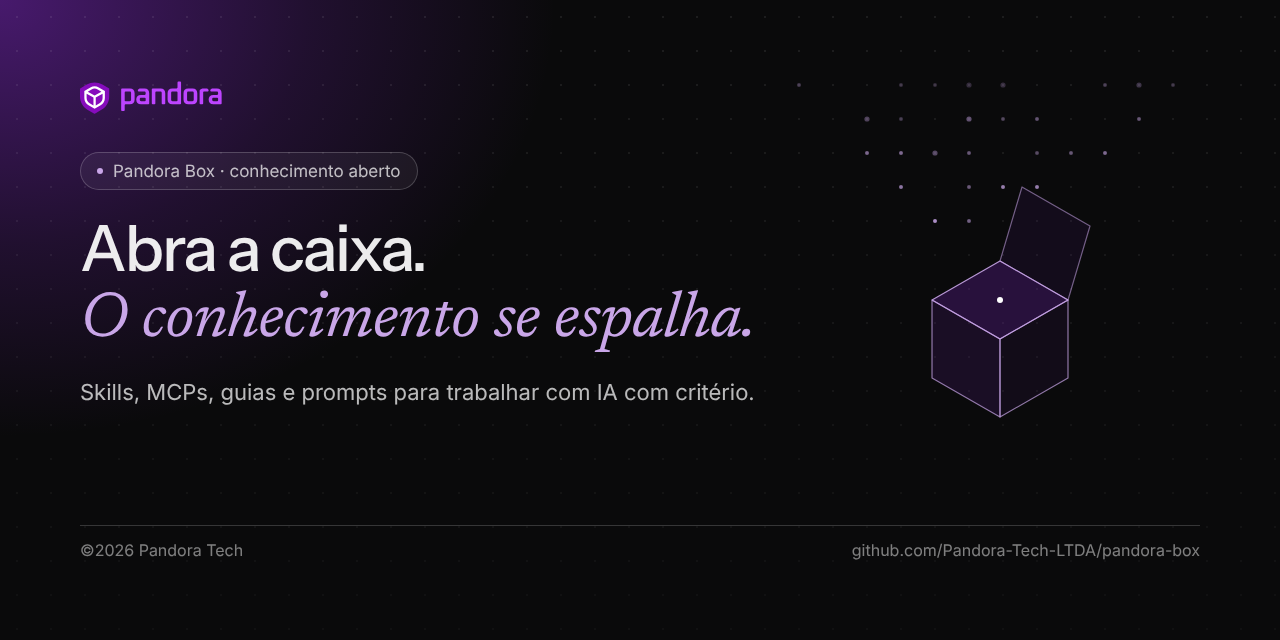 pandora
Pandora Box · conhecimento aberto
Abra a caixa.
O conhecimento se espalha.
Skills, MCPs, guias e prompts para trabalhar com IA com critério.
©2026 Pandora Tech
github.com/Pandora-Tech-LTDA/pandora-box